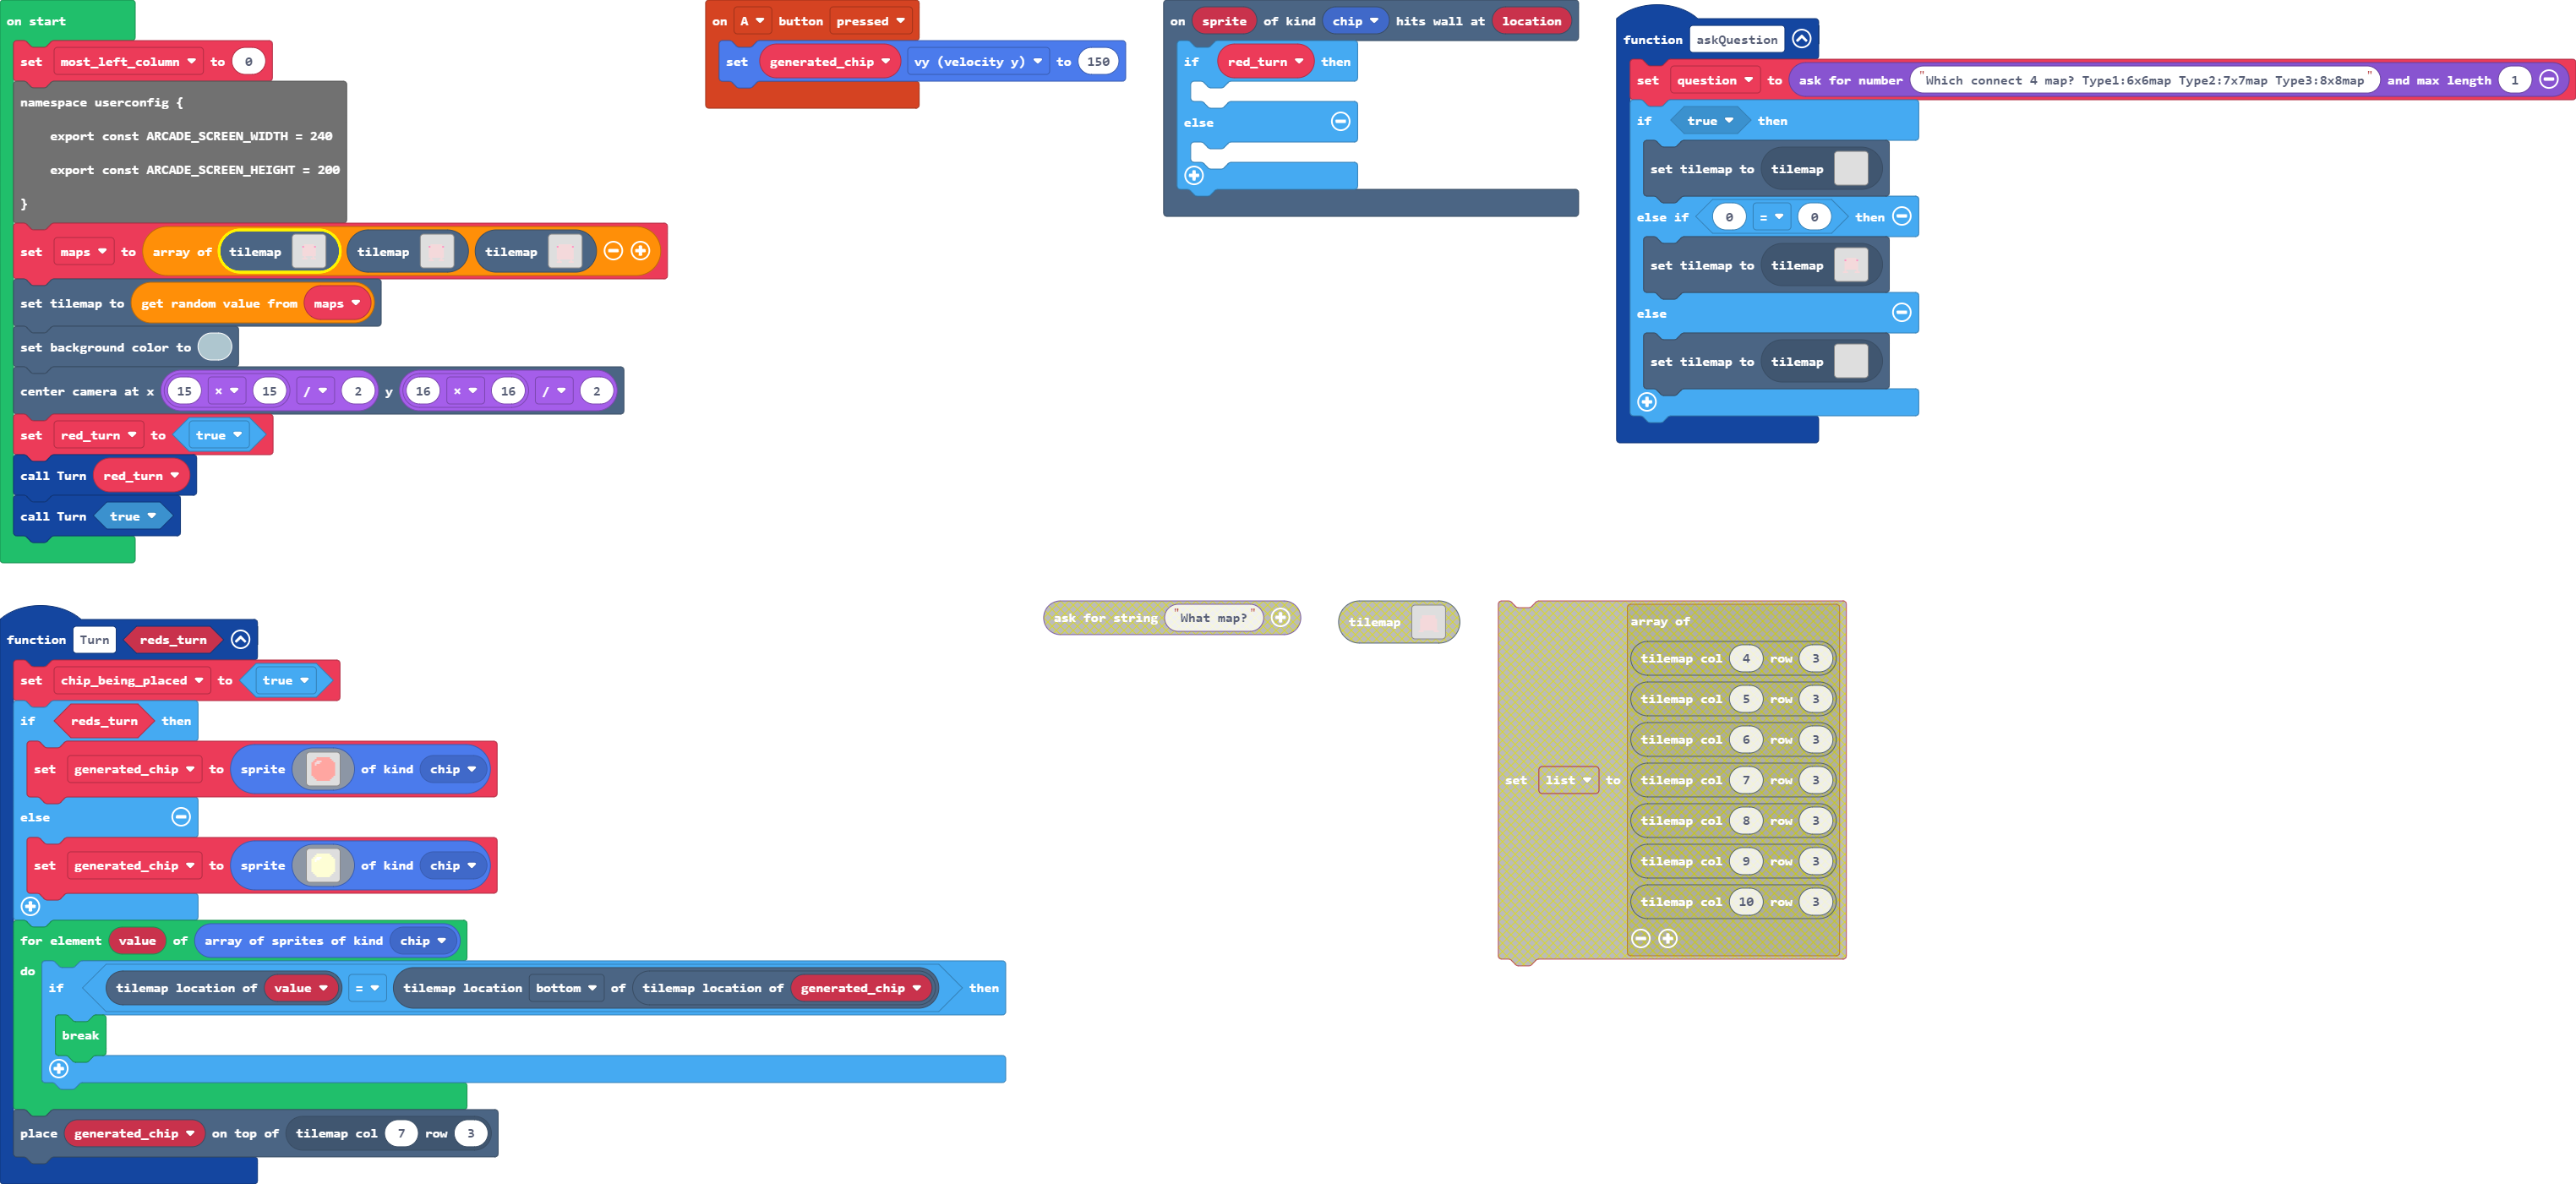 on start
set most_left_column to 0
namespace userconfig {
export const ARCADE_SCREEN_WIDTH = 240
export const ARCADE_SCREEN_HEIGHT = 200
}
set maps to array of tilemap tilemap tilemap
set tilemap to get random value from maps
set background color to
center camera at x 15 × 15 / 2 y 16 × 16 / 2
set red_turn to true
call Turn red_turn
call Turn true
on A button pressed
set generated_chip vy (velocity y) to 150
on sprite of kind chip hits wall at location
if red_turn then
else
function askQuestion
set question to ask for number "Which connect 4 map? Type1:6x6map Type2:7x7map Type3:8x8map" and max length 1
if true then
set tilemap to tilemap
else if 0 = 0 then
set tilemap to tilemap
else
set tilemap to tilemap
function Turn reds_turn
set chip_being_placed to true
if reds_turn then
set generated_chip to sprite of kind chip
else
set generated_chip to sprite of kind chip
for element value of array of sprites of kind chip
do
if tilemap location of value = tilemap location bottom of tilemap location of generated_chip then
break
place generated_chip on top of tilemap col 7 row 3
ask for string "What map?"
tilemap
set list to
array of
tilemap col 4 row 3
tilemap col 5 row 3
tilemap col 6 row 3
tilemap col 7 row 3
tilemap col 8 row 3
tilemap col 9 row 3
tilemap col 10 row 3